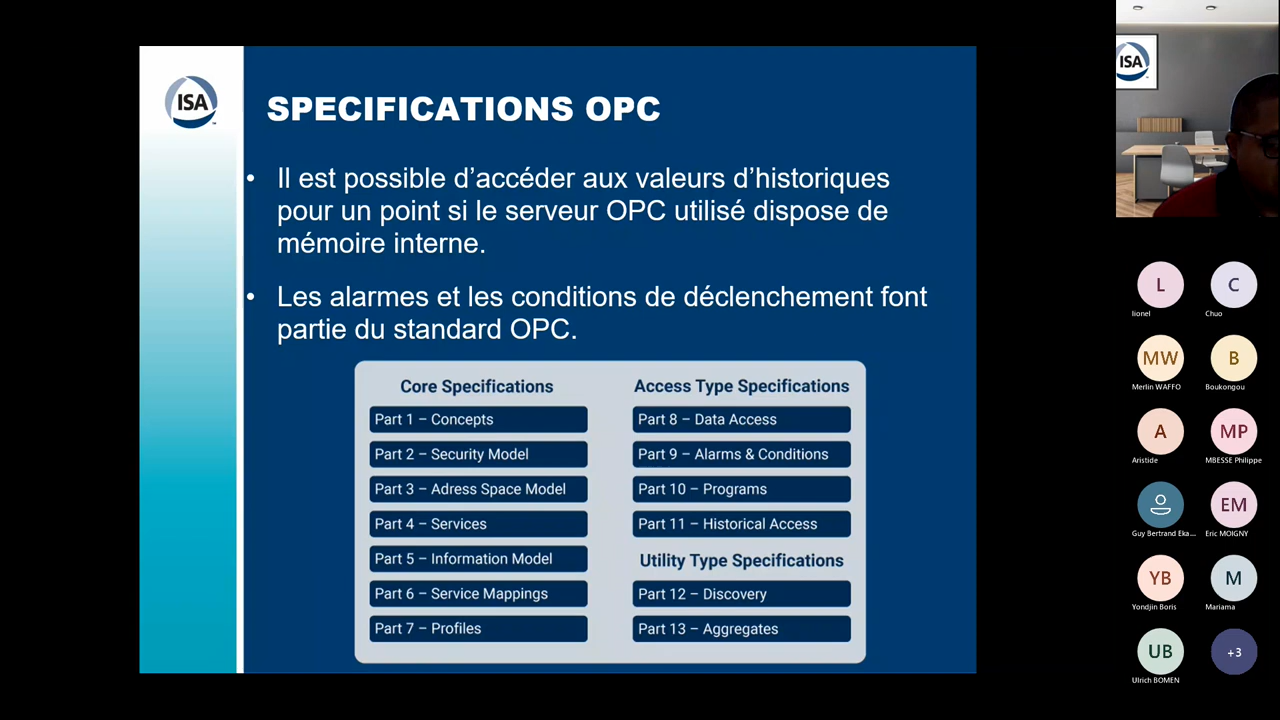 ISA
SPECIFICATIONS OPC
• Il est possible d’accéder aux valeurs d’historiques
pour un point si le serveur OPC utilisé dispose de
mémoire interne.
• Les alarmes et les conditions de déclenchement font
partie du standard OPC.
Core Specifications
Part 1 – Concepts
Part 2 – Security Model
Part 3 – Adress Space Model
Part 4 – Services
Part 5 – Information Model
Part 6 – Service Mappings
Part 7 – Profiles
Access Type Specifications
Part 8 – Data Access
Part 9 – Alarms & Conditions
Part 10 – Programs
Part 11 – Historical Access
Utility Type Specifications
Part 12 – Discovery
Part 13 – Aggregates
ISA
L
lionel
C
Chuo
MW
Merlin WAFFO
B
Boukongou
A
Aristide
MP
MBESSE Philippe
Guy Bertrand Eka...
EM
Eric MOIGNY
YB
Yondjin Boris
M
Mariama
UB
Ulrich BOMEN
+3